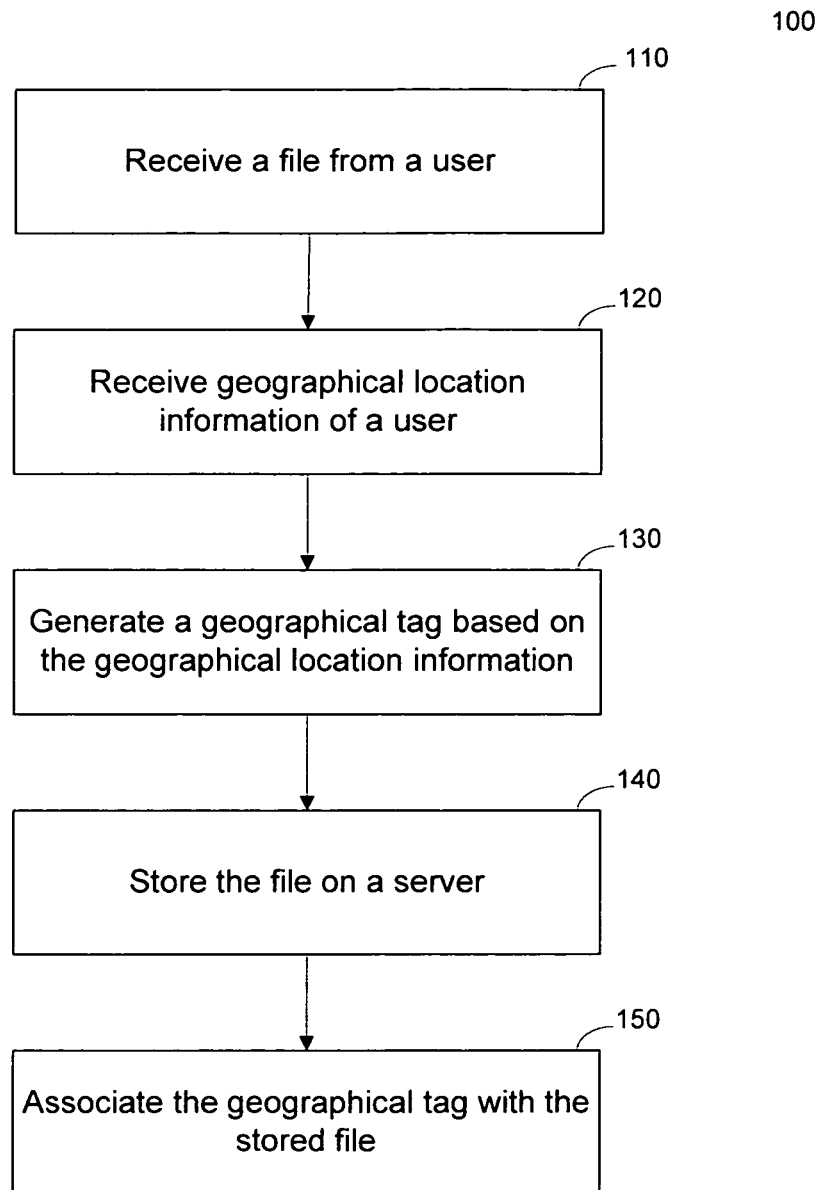 100
110
Receive a file from a user
120
Receive geographical location
information of a user
130
Generate a geographical tag based on
the geographical location information
140
Store the file on a server
150
Associate the geographical tag with the
stored file